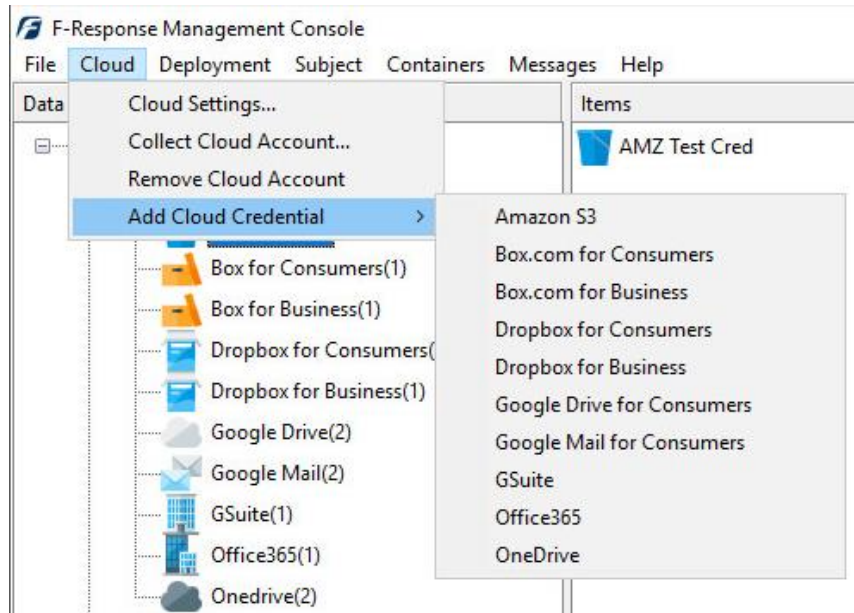 F-Response Management Console
File Cloud Deployment Subject Containers Messages Help
Data
Items
Cloud Settings...
Collect Cloud Account...
Remove Cloud Account
Add Cloud Credential >
AMZ Test Cred
Amazon S3
Box.com for Consumers
Box.com for Business
Dropbox for Consumers
Dropbox for Business
Google Drive for Consumers
Google Mail for Consumers
GSuite
Office365
OneDrive
Box for Consumers(1)
Box for Business(1)
Dropbox for Consumers(
Dropbox for Business(1)
Google Drive(2)
Google Mail(2)
GSuite(1)
Office365(1)
Onedrive(2)